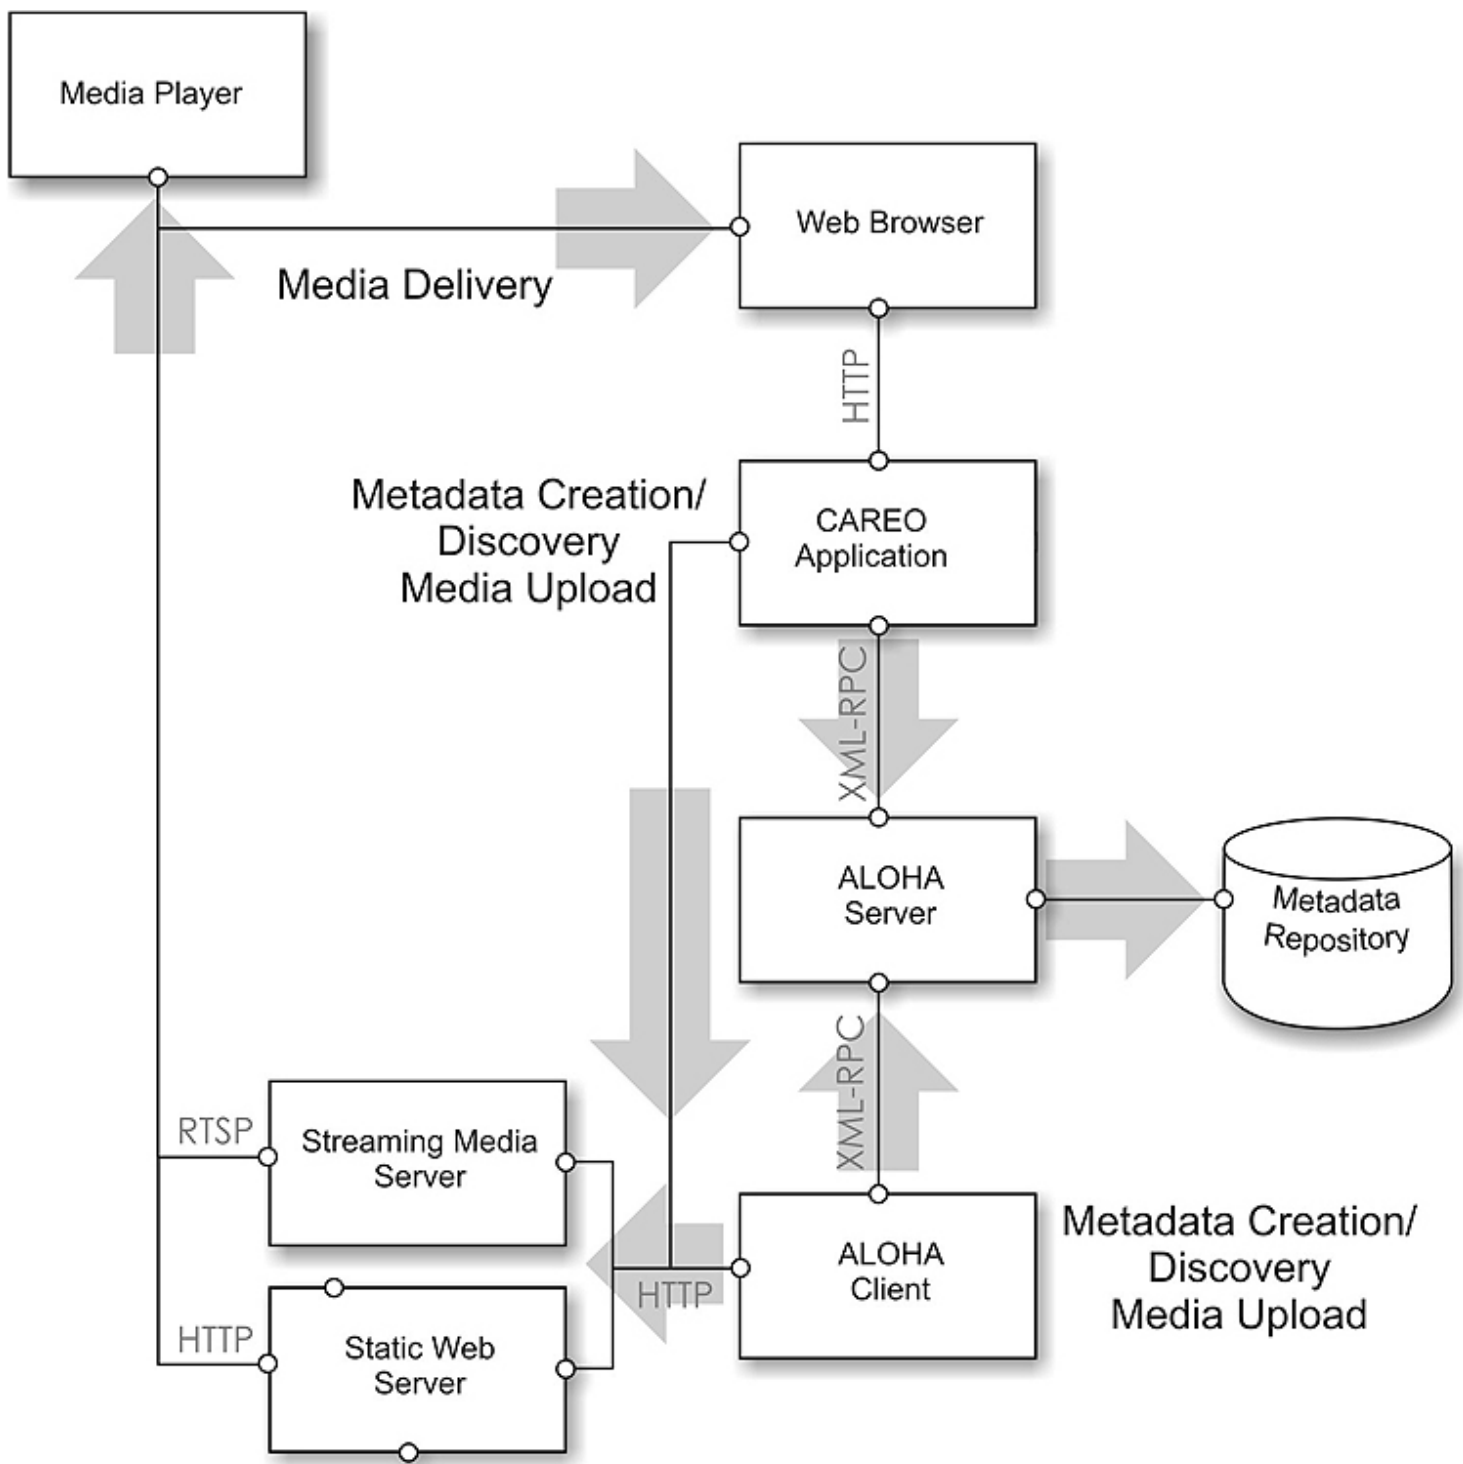 Media Player
Web Browser
Media Delivery
HTTP
Metadata Creation/
Discovery
Media Upload
CAREO
Application
XML-RPC
ALOHA
Server
Metadata
Repository
XML-RPC
Streaming Media
Server
RTSP
ALOHA
Client
HTTP
Metadata Creation/
Discovery
Media Upload
HTTP
Static Web
Server